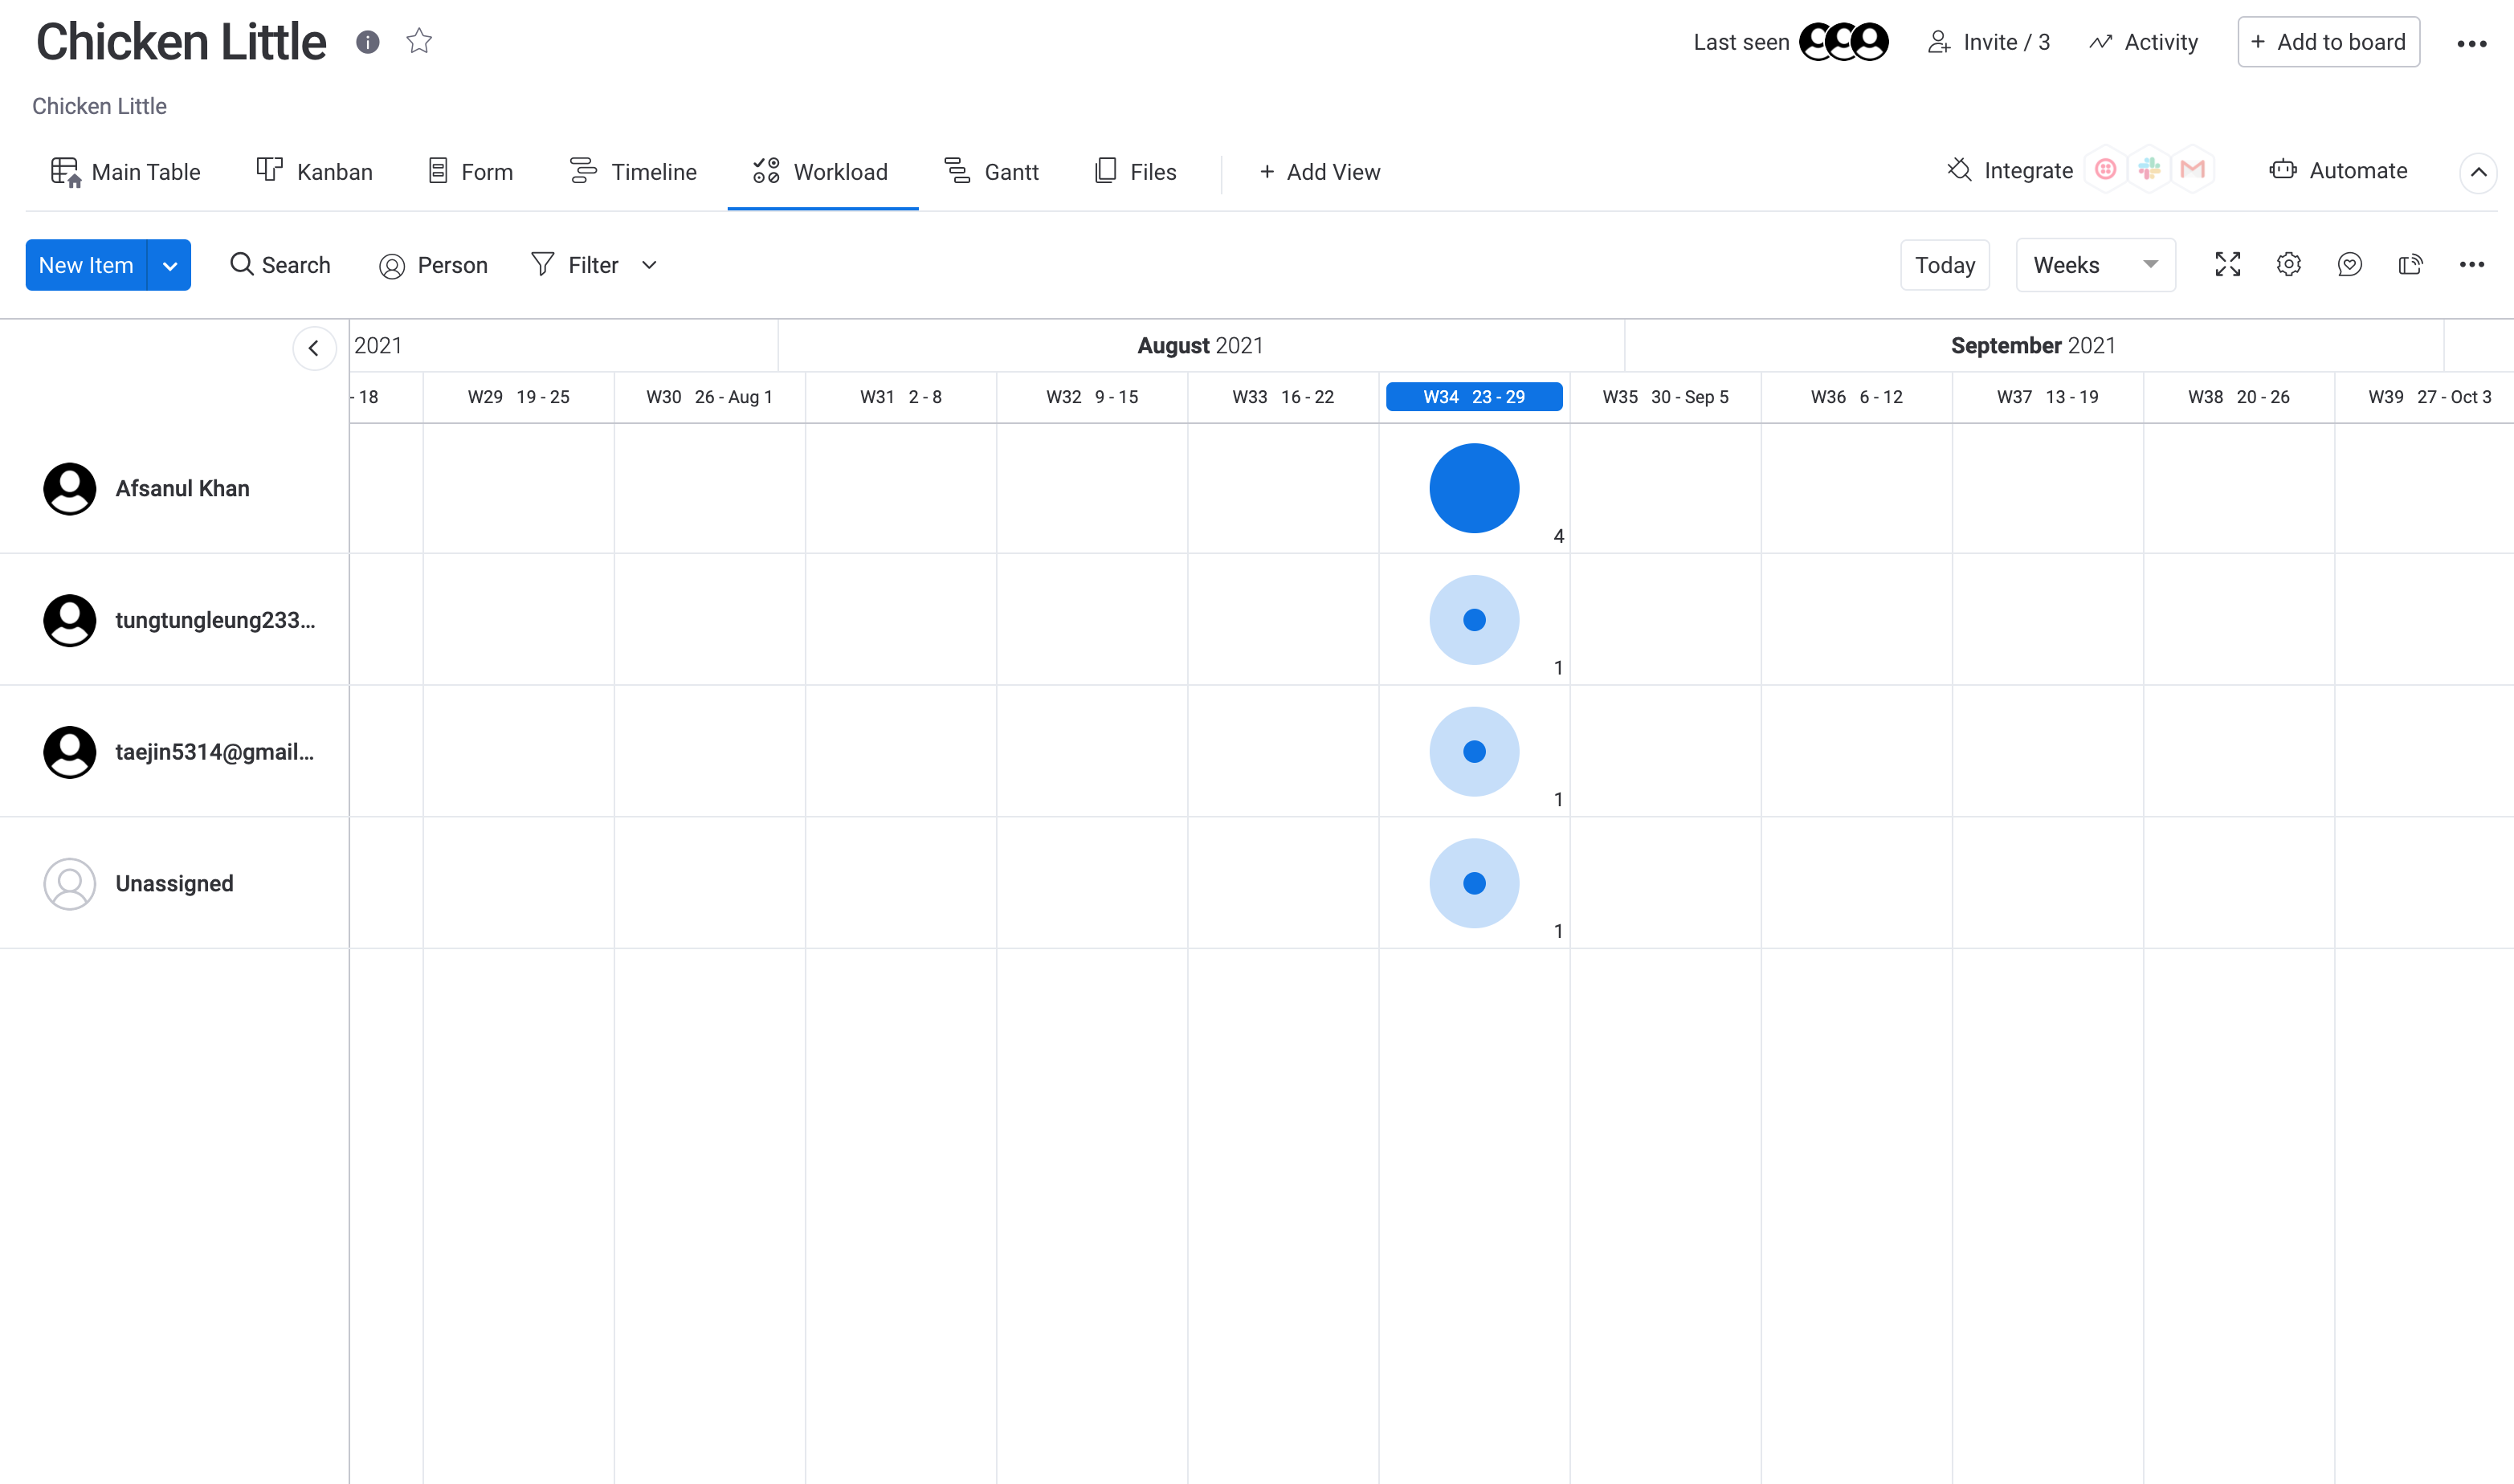 Chicken Little
Last seen Invite / 3 Activity + Add to board
Chicken Little
Main Table Kanban Form Timeline Workload Gantt Files + Add View Integrate Automate
New Item Search Person Filter Today Weeks
2021 August 2021 September 2021
- 18 W29 19 - 25 W30 26 - Aug 1 W31 2 - 8 W32 9 - 15 W33 16 - 22 W34 23 - 29 W35 30 - Sep 5 W36 6 - 12 W37 13 - 19 W38 20 - 26 W39 27 - Oct 3
Afsanul Khan
4
tungtungleung233...
1
taejin5314@gmail...
1
Unassigned
1